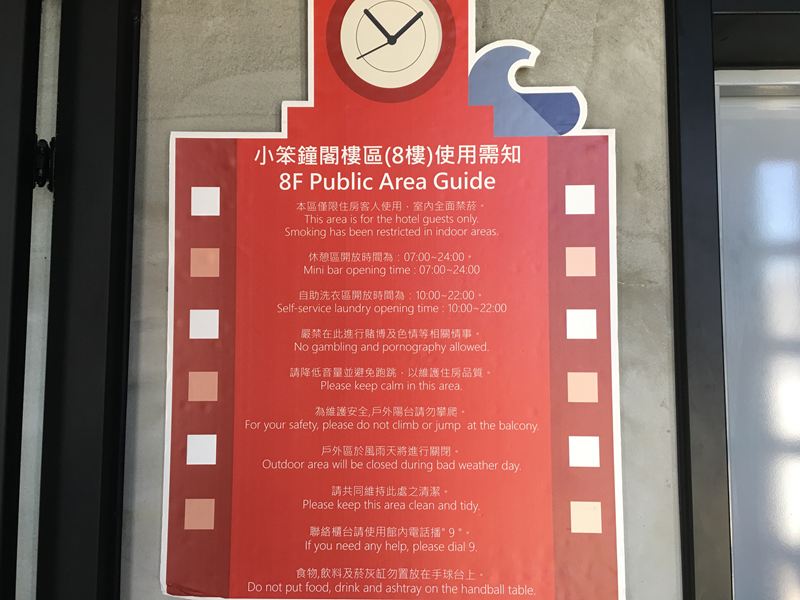 小笨鐘閣樓區(8樓)使用需知
8F Public Area Guide
本區僅限住房客人使用，室內全面禁菸。
This area is for the hotel guests only.
Smoking has been restricted in indoor areas.
休憩區開放時間為：07:00~24:00。
Mini bar opening time : 07:00~24:00
自助洗衣區開放時間為：10:00~22:00。
Self-service laundry opening time : 10:00~22:00
嚴禁在此進行賭博及色情等相關情事。
No gambling and pornography allowed.
請降低音量並避免跑跳，以維護住房品質。
Please keep calm in this area.
為維護安全,戶外陽台請勿攀爬。
For your safety, please do not climb or jump at the balcony.
戶外區於風雨天將進行關閉。
Outdoor area will be closed during bad weather day.
請共同維持此處之清潔。
Please keep this area clean and tidy.
聯絡櫃台請使用館內電話播" 9 "。
If you need any help, please dial 9.
食物,飲料及菸灰缸勿置放在手球台上。
Do not put food, drink and ashtray on the handball table.